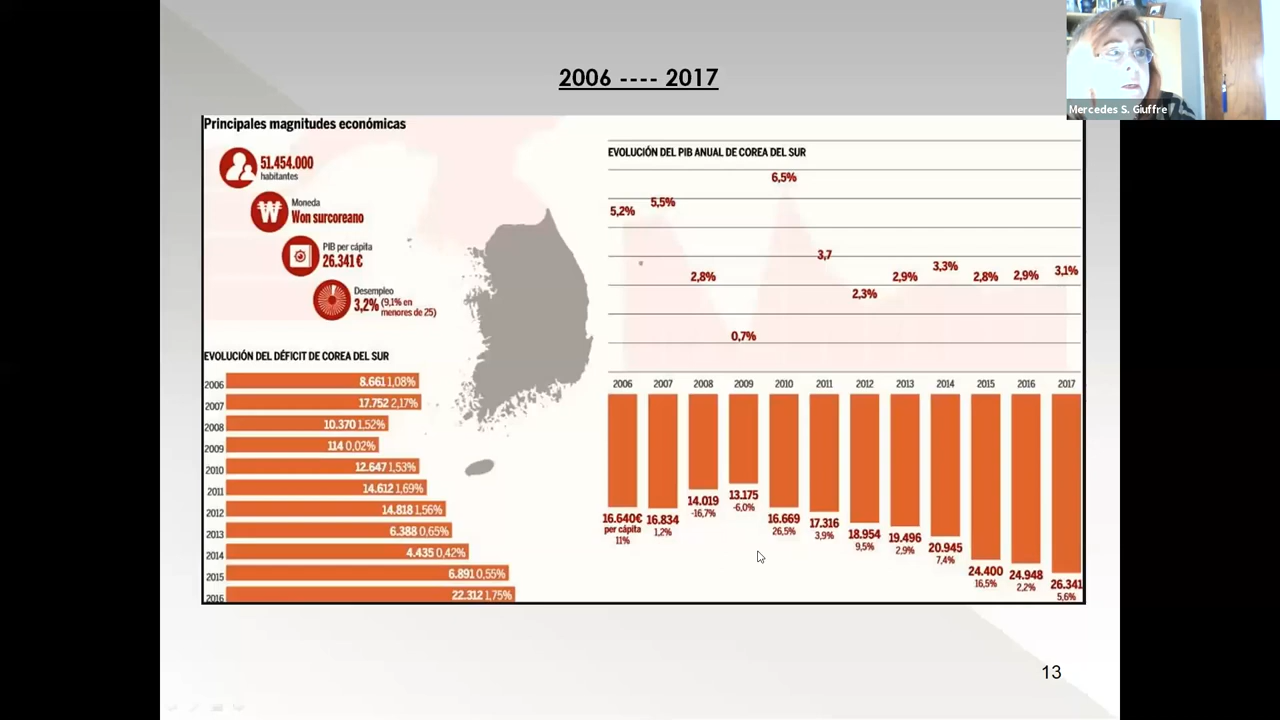 2006 ---- 2017
Mercedes S. Giuffre
Principales magnitudes económicas
51.454.000
habitantes
Moneda
Won surcoreano
PIB per cápita
26.341 €
Desempleo
3,2% (9,1% en
menores de 25)
EVOLUCIÓN DEL DÉFICIT DE COREA DEL SUR
2006 8.661 1,08%
2007 17.752 2,17%
2008 10.370 1,52%
2009 114 0,02%
2010 12.647 1,53%
2011 14.612 1,69%
2012 14.818 1,56%
2013 6.388 0,65%
2014 4.435 0,42%
2015 6.891 0,55%
2016 22.312 1,75%
EVOLUCIÓN DEL PIB ANUAL DE COREA DEL SUR
5,2% 5,5% 2,8% 0,7% 6,5% 3,7 2,3% 2,9% 3,3% 2,8% 2,9% 3,1%
2006 2007 2008 2009 2010 2011 2012 2013 2014 2015 2016 2017
16.640€ 16.834 14.019 13.175 16.669 17.316 18.954 19.496 20.945 24.400 24.948 26.341
per cápita
11% 1,2% -16,7% -6,0% 26,5% 3,9% 9,5% 2,9% 7,4% 16,5% 2,2% 5,6%
13